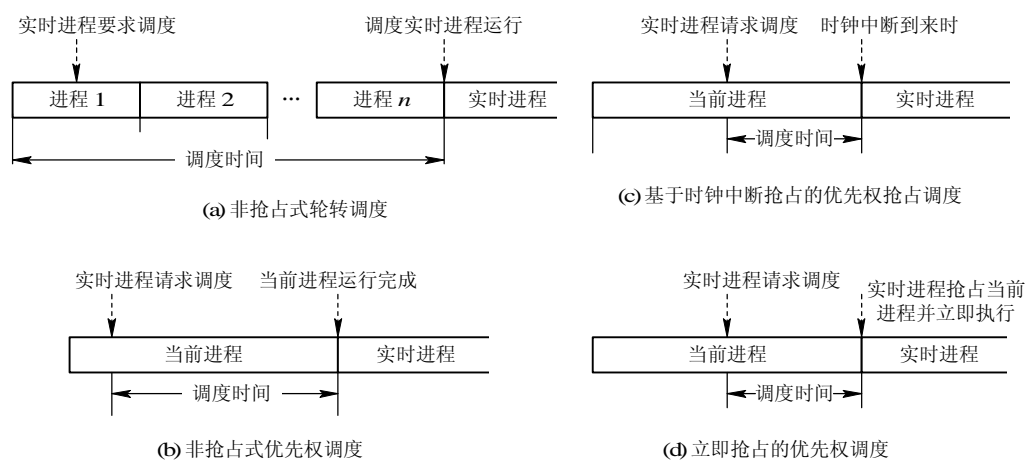 实时进程要求调度
调度实时进程运行
进程 1
进程 2
…
进程 n
实时进程
调度时间
(a) 非抢占式轮转调度
实时进程请求调度
时钟中断到来时
当前进程
实时进程
调度时间
(c) 基于时钟中断抢占的优先权抢占调度
实时进程请求调度
当前进程运行完成
当前进程
实时进程
调度时间
(b) 非抢占式优先权调度
实时进程请求调度
实时进程抢占当前
进程并立即执行
当前进程
实时进程
调度时间
(d) 立即抢占的优先权调度